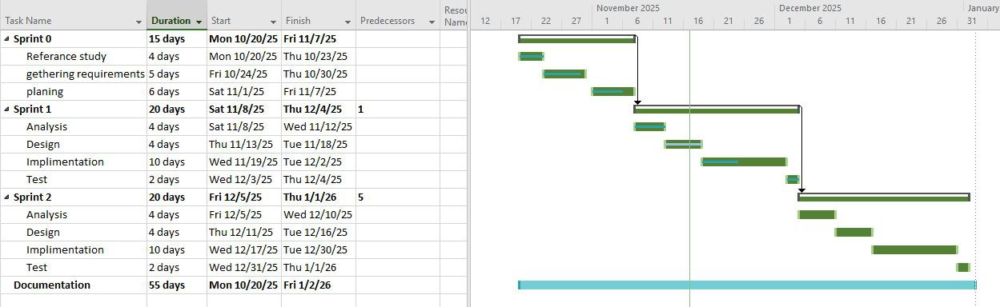 Task Name Duration Start Finish Predecessors Resou Name
November 2025 December 2025 January
12 17 22 27 1 6 11 16 21 26 1 6 11 16 21 26 31
Sprint 0 15 days Mon 10/20/25 Fri 11/7/25
Referance study 4 days Mon 10/20/25 Thu 10/23/25
gethering requirements 5 days Fri 10/24/25 Thu 10/30/25
planing 6 days Sat 11/1/25 Fri 11/7/25
Sprint 1 20 days Sat 11/8/25 Thu 12/4/25 1
Analysis 4 days Sat 11/8/25 Wed 11/12/25
Design 4 days Thu 11/13/25 Tue 11/18/25
Implimentation 10 days Wed 11/19/25 Tue 12/2/25
Test 2 days Wed 12/3/25 Thu 12/4/25
Sprint 2 20 days Fri 12/5/25 Thu 1/1/26 5
Analysis 4 days Fri 12/5/25 Wed 12/10/25
Design 4 days Thu 12/11/25 Tue 12/16/25
Implimentation 10 days Wed 12/17/25 Tue 12/30/25
Test 2 days Wed 12/31/25 Thu 1/1/26
Documentation 55 days Mon 10/20/25 Fri 1/2/26